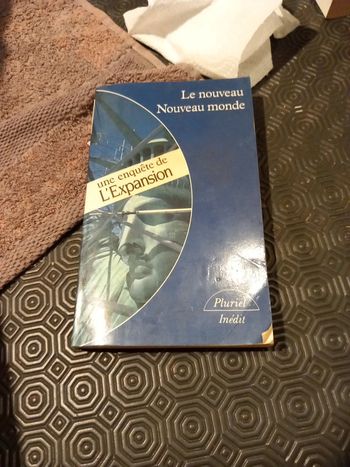 Le nouveau
Nouveau monde
une enquête de
L'Expansion
Pluriel
Inédit